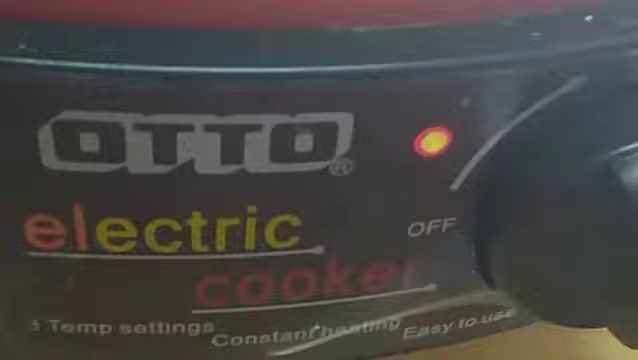 OTTO®
electric
OFF
cooker
Temp settings Constant heating Easy to use